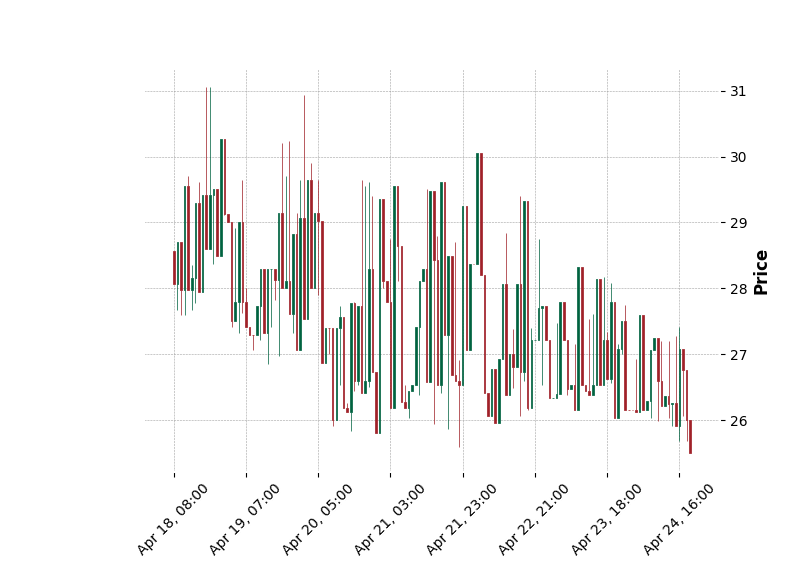 31
30
29
28
27
26
Price
Apr 18, 08:00
Apr 19, 07:00
Apr 20, 05:00
Apr 21, 03:00
Apr 21, 23:00
Apr 22, 21:00
Apr 23, 18:00
Apr 24, 16:00